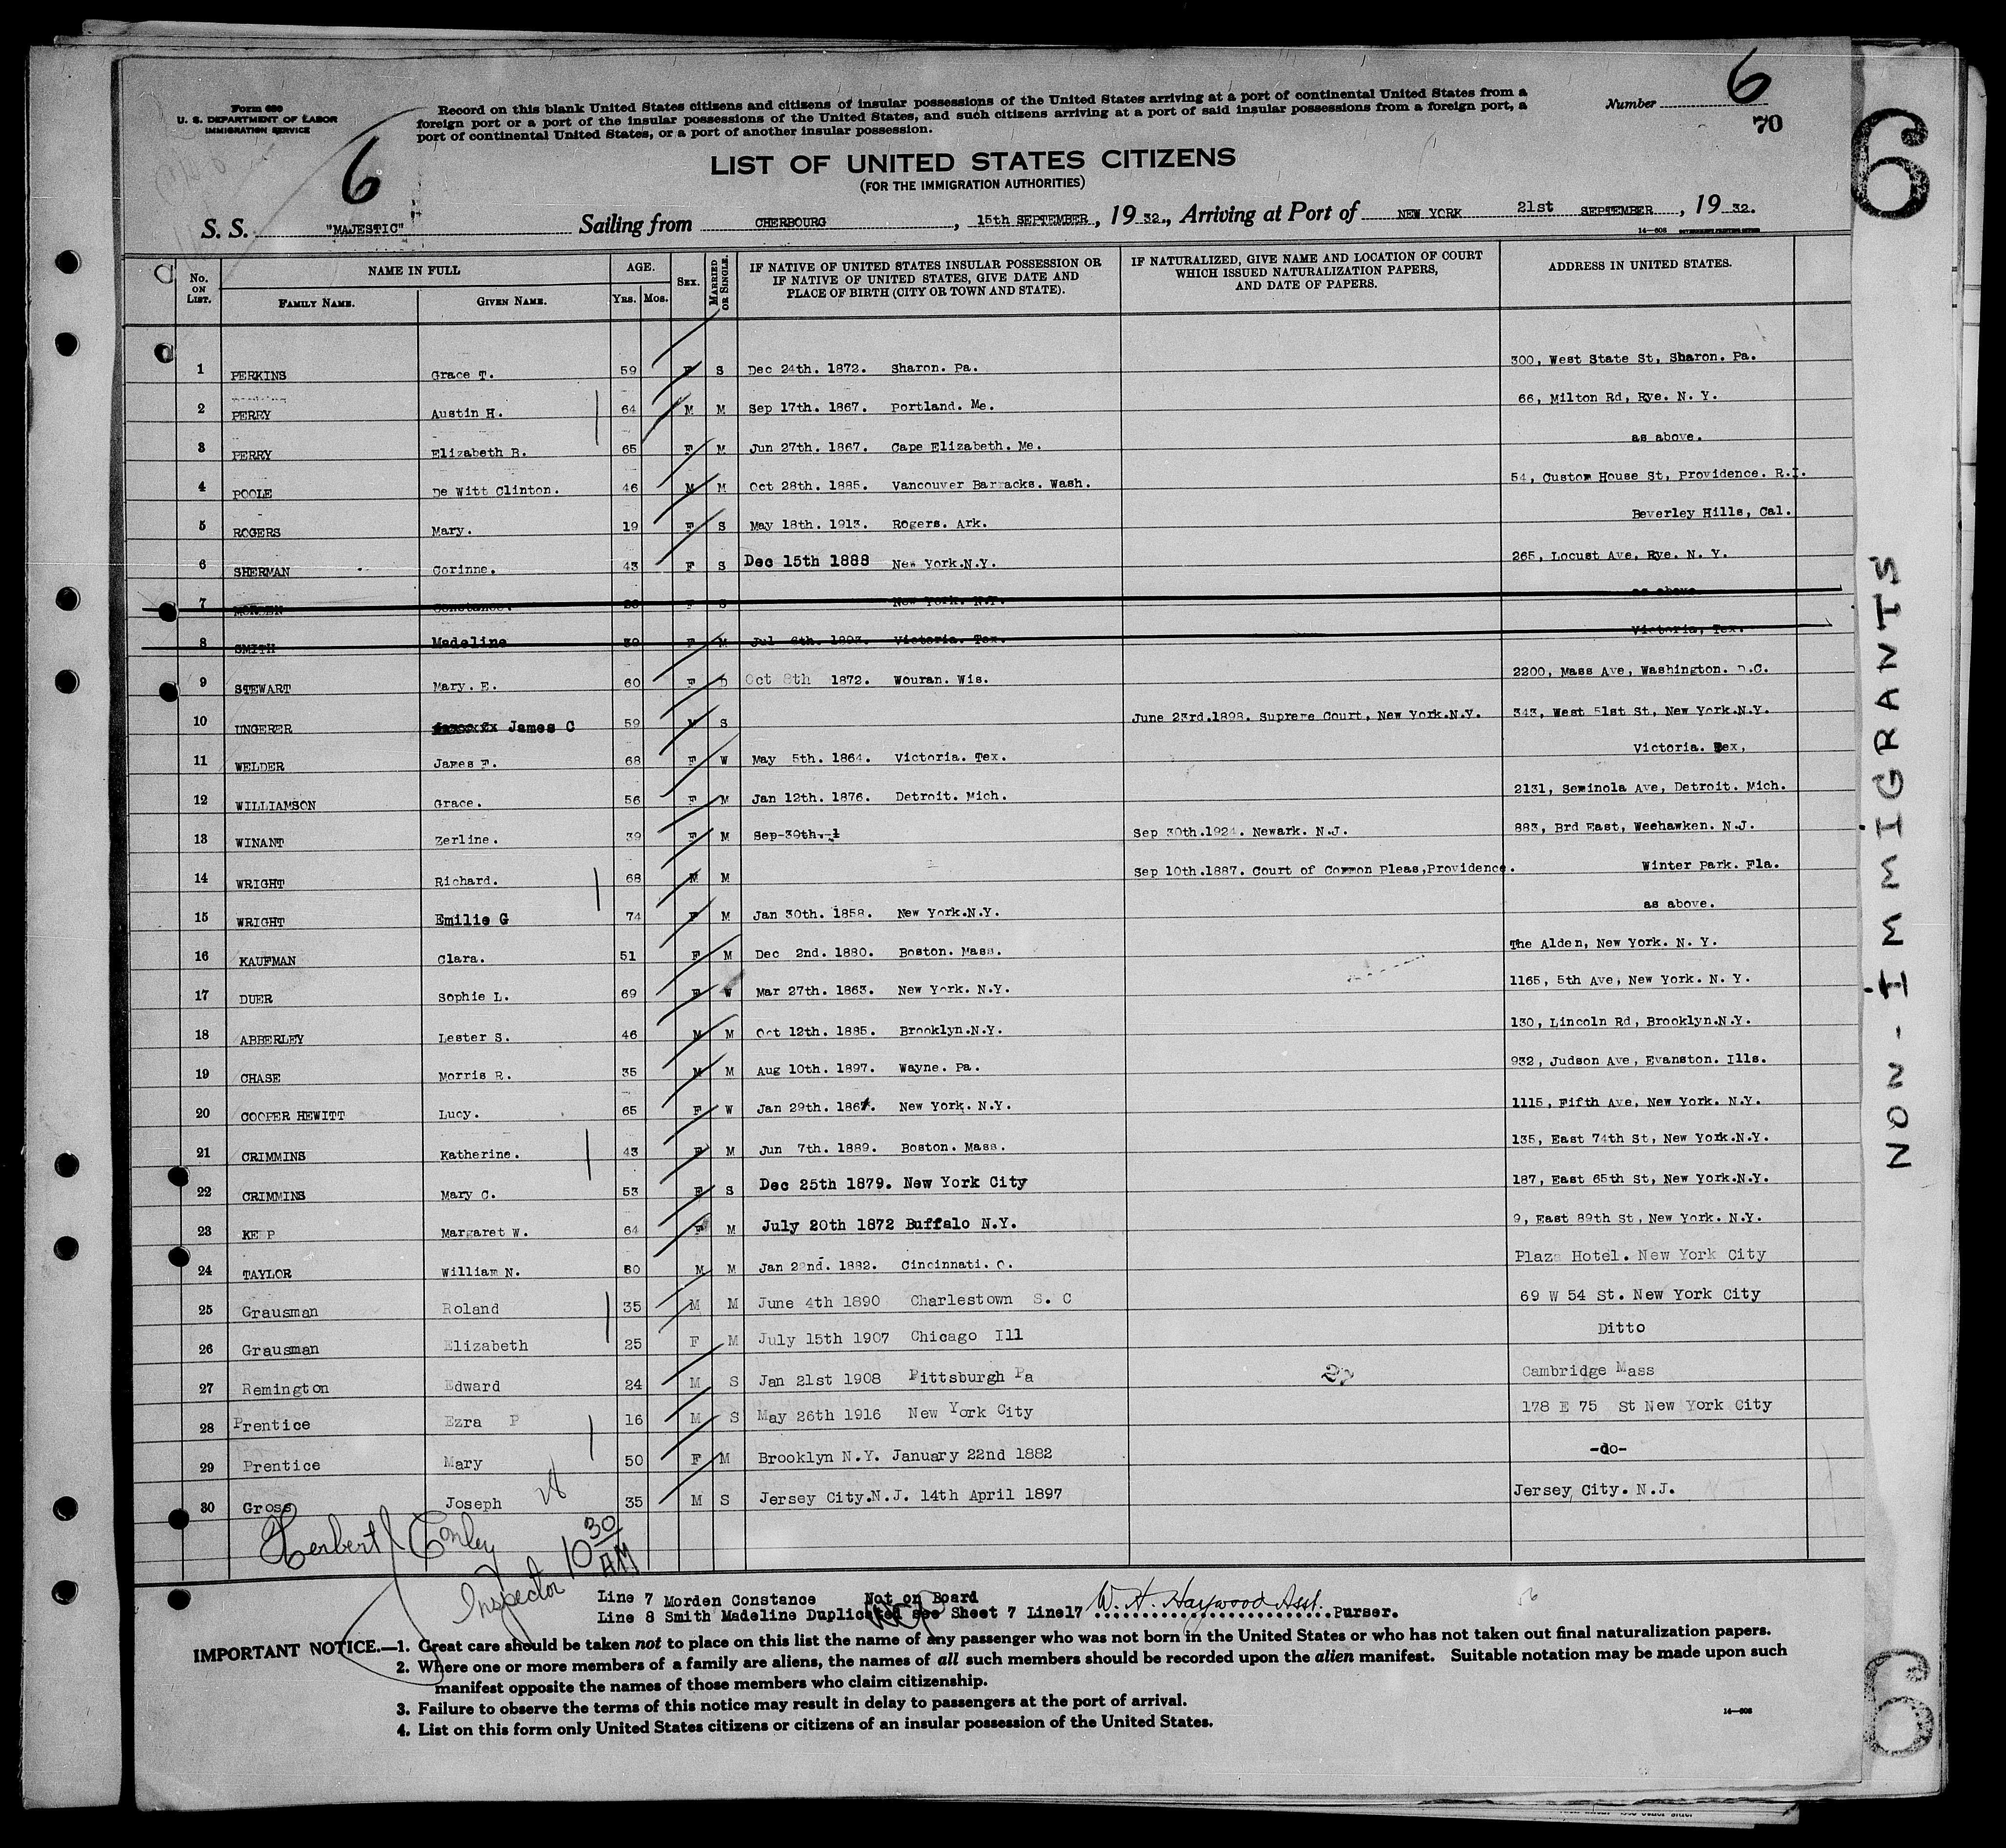 Form 630
U. S. DEPARTMENT OF LABOR
IMMIGRATION SERVICE
Record on this blank United States citizens and citizens of insular possessions of the United States arriving at a port of continental United States from a
foreign port or a port of the insular possessions of the United States, and such citizens arriving at a port of said insular possessions from a foreign port, a
port of continental United States, or a port of another insular possession.
Number 6
70
6
6
LIST OF UNITED STATES CITIZENS
(FOR THE IMMIGRATION AUTHORITIES)
S. S. "MAJESTIC" Sailing from CHERBOURG, 15th SEPTEMBER, 19 32., Arriving at Port of NEW YORK 21st SEPTEMBER, 19 32.
14—608
No. ON LIST. NAME IN FULL FAMILY NAME. GIVEN NAME. AGE. YRS. MOS. SEX. MARRIED OR SINGLE. IF NATIVE OF UNITED STATES INSULAR POSSESSION OR IF NATIVE OF UNITED STATES, GIVE DATE AND PLACE OF BIRTH (CITY OR TOWN AND STATE). IF NATURALIZED, GIVE NAME AND LOCATION OF COURT WHICH ISSUED NATURALIZATION PAPERS, AND DATE OF PAPERS. ADDRESS IN UNITED STATES.
1 PERKINS Grace T. 59 F S Dec 24th. 1872. Sharon. Pa. 300, West State St, Sharon. Pa.
2 PERRY Austin H. 64 M M Sep 17th. 1867. Portland. Me. 66, Milton Rd, Rye. N. Y.
3 PERRY Elizabeth B. 65 F M Jun 27th. 1867. Cape Elizabeth. Me. as above.
4 POOLE De Witt Clinton. 46 M M Oct 28th. 1885. Vancouver Barracks. Wash. 54, Custom House St, Providence. R.I.
5 ROGERS Mary. 19 F S May 18th. 1913. Rogers. Ark. Beverley Hills, Cal.
6 SHERMAN Corinne. 43 F S Dec 15th 1888 New York.N.Y. 265, Locust Ave, Rye. N. Y.
7 MORDEN Constance. 28 F S New York. N.Y. as above
8 SMITH Madeline 39 F M Jul 6th. 1893. Victoria. Tex. Victoria, Tex.
9 STEWART Mary. E. 60 F D Oct 8th 1872. Wouran. Wis. 2200, Mass Ave, Washington. D.C.
10 UNGERER James C 59 M S June 23rd.1898. Supreme Court, New York.N.Y. 343, West 51st St, New York.N.Y.
11 WELDER James F. 68 F W May 5th. 1864. Victoria. Tex. Victoria. Tex,
12 WILLIAMSON Grace. 56 F M Jan 12th. 1876. Detroit. Mich. 2131, Seminola Ave, Detroit. Mich.
13 WINANT Zerline. 39 F M Sep-30th.-1 Sep 30th.1924. Newark. N.J. 883, Brd East, Weehawken. N.J.
14 WRIGHT Richard. 68 M M Sep 10th.1887. Court of Common Pleas,Providence. Winter Park. Fla.
15 WRIGHT Emilie G 74 F M Jan 30th. 1858. New York.N.Y. as above.
16 KAUFMAN Clara. 51 F M Dec 2nd. 1880. Boston. Mass. The Alden, New York. N. Y.
17 DUER Sophie L. 69 F W Mar 27th. 1863. New York. N.Y. 1165, 5th Ave, New York. N. Y.
18 ABBERLEY Lester S. 46 M M Oct 12th. 1885. Brooklyn.N.Y. 130, Lincoln Rd, Brooklyn.N.Y.
19 CHASE Morris R. 35 M M Aug 10th. 1897. Wayne. Pa. 932, Judson Ave, Evanston. Ills.
20 COOPER HEWITT Lucy. 65 F W Jan 29th. 1867. New York. N.Y. 1115, Fifth Ave, New York. N.Y.
21 CRIMMINS Katherine. 43 F M Jun 7th. 1889. Boston. Mass. 135, East 74th St, New York.N.Y.
22 CRIMMINS Mary C. 53 F S Dec 25th 1879. New York City 187, East 65th St, New York.N.Y.
23 KE P Margaret W. 64 F M July 20th 1872 Buffalo N.Y. 9, East 89th St, New York. N.Y.
24 TAYLOR William N. 50 M M Jan 22nd. 1882. Cincinnati. O. Plaza Hotel. New York City
25 Grausman Roland 35 M M June 4th 1890 Charlestown S. C 69 W 54 St. New York City
26 Grausman Elizabeth 25 F M July 15th 1907 Chicago Ill Ditto
27 Remington Edward 24 M S Jan 21st 1908 Pittsburgh Pa Cambridge Mass
28 Prentice Ezra P 16 M S May 26th 1916 New York City 178 E 75 St New York City
29 Prentice Mary 50 F M Brooklyn N.Y. January 22nd 1882 -do-
30 Gross Joseph 35 M S Jersey City.N.J. 14th April 1897 Jersey City. N.J.
Herbert J Conley
Inspector 10 30 AM
Line 7 Morden Constance Not on Board
Line 8 Smith Madeline Duplicated see Sheet 7 Line17 W. H. Haywood Asst. Purser.
IMPORTANT NOTICE.—1. Great care should be taken not to place on this list the name of any passenger who was not born in the United States or who has not taken out final naturalization papers.
2. Where one or more members of a family are aliens, the names of all such members should be recorded upon the alien manifest. Suitable notation may be made upon such
manifest opposite the names of those members who claim citizenship.
3. Failure to observe the terms of this notice may result in delay to passengers at the port of arrival.
4. List on this form only United States citizens or citizens of an insular possession of the United States.
14—608
6
NON-IMMIGRANTS
6